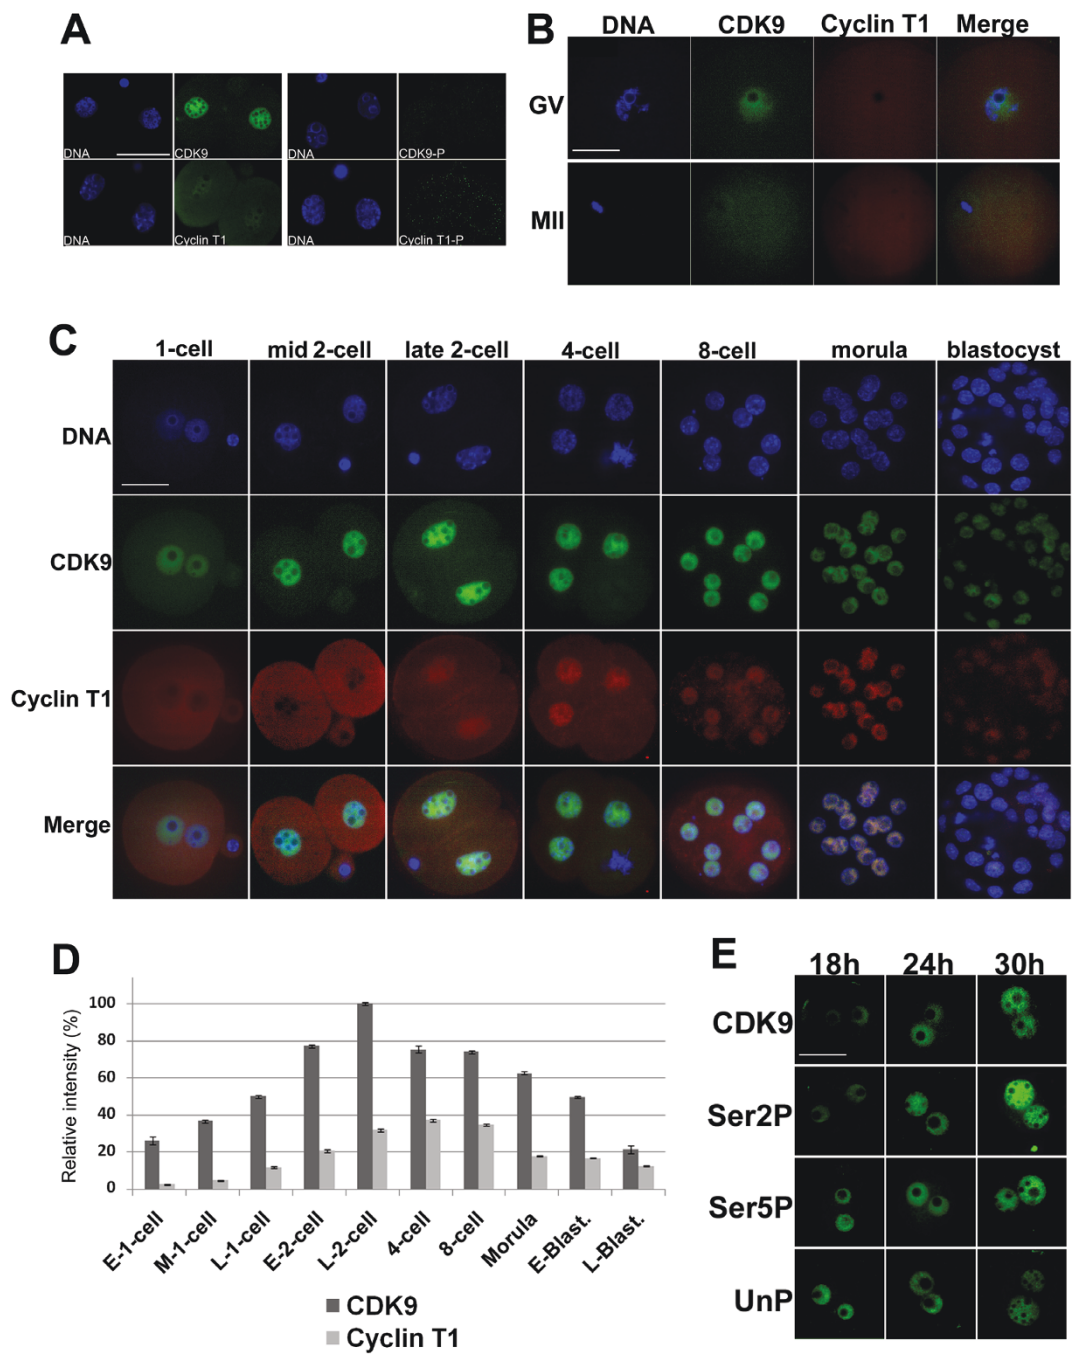 A
DNA CDK9 DNA CDK9-P
DNA Cyclin T1 DNA Cyclin T1-P
B
DNA CDK9 Cyclin T1 Merge
GV
MII
C
1-cell mid 2-cell late 2-cell 4-cell 8-cell morula blastocyst
DNA
CDK9
Cyclin T1
Merge
D
Relative intensity (%)
100
80
60
40
20
0
E-1-cell M-1-cell L-1-cell E-2-cell L-2-cell 4-cell 8-cell Morula E-Blast. L-Blast.
CDK9
Cyclin T1
E
18h 24h 30h
CDK9
Ser2P
Ser5P
UnP